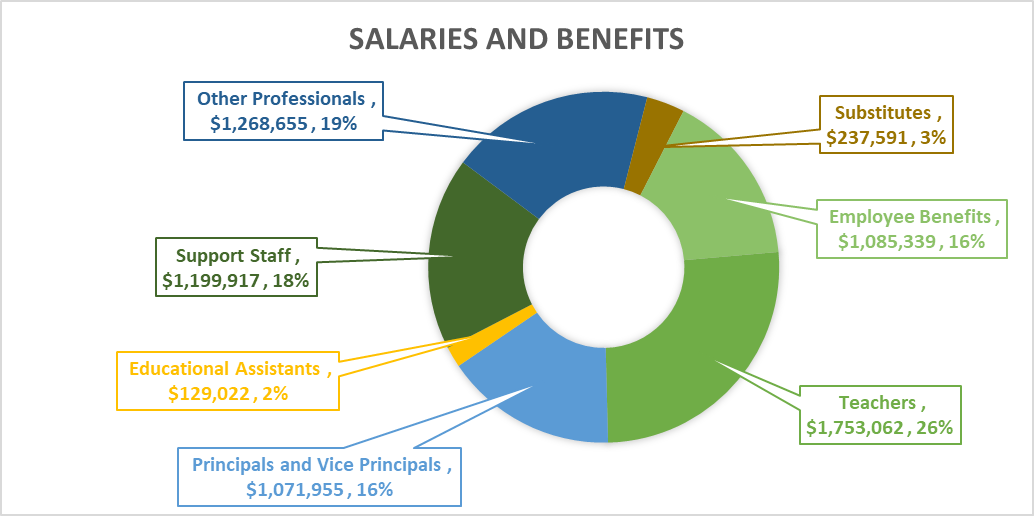 SALARIES AND BENEFITS
Other Professionals ,
$1,268,655 , 19%
Substitutes ,
$237,591 , 3%
Employee Benefits ,
$1,085,339 , 16%
Support Staff ,
$1,199,917 , 18%
Educational Assistants ,
$129,022 , 2%
Teachers ,
$1,753,062 , 26%
Principals and Vice Principals ,
$1,071,955 , 16%